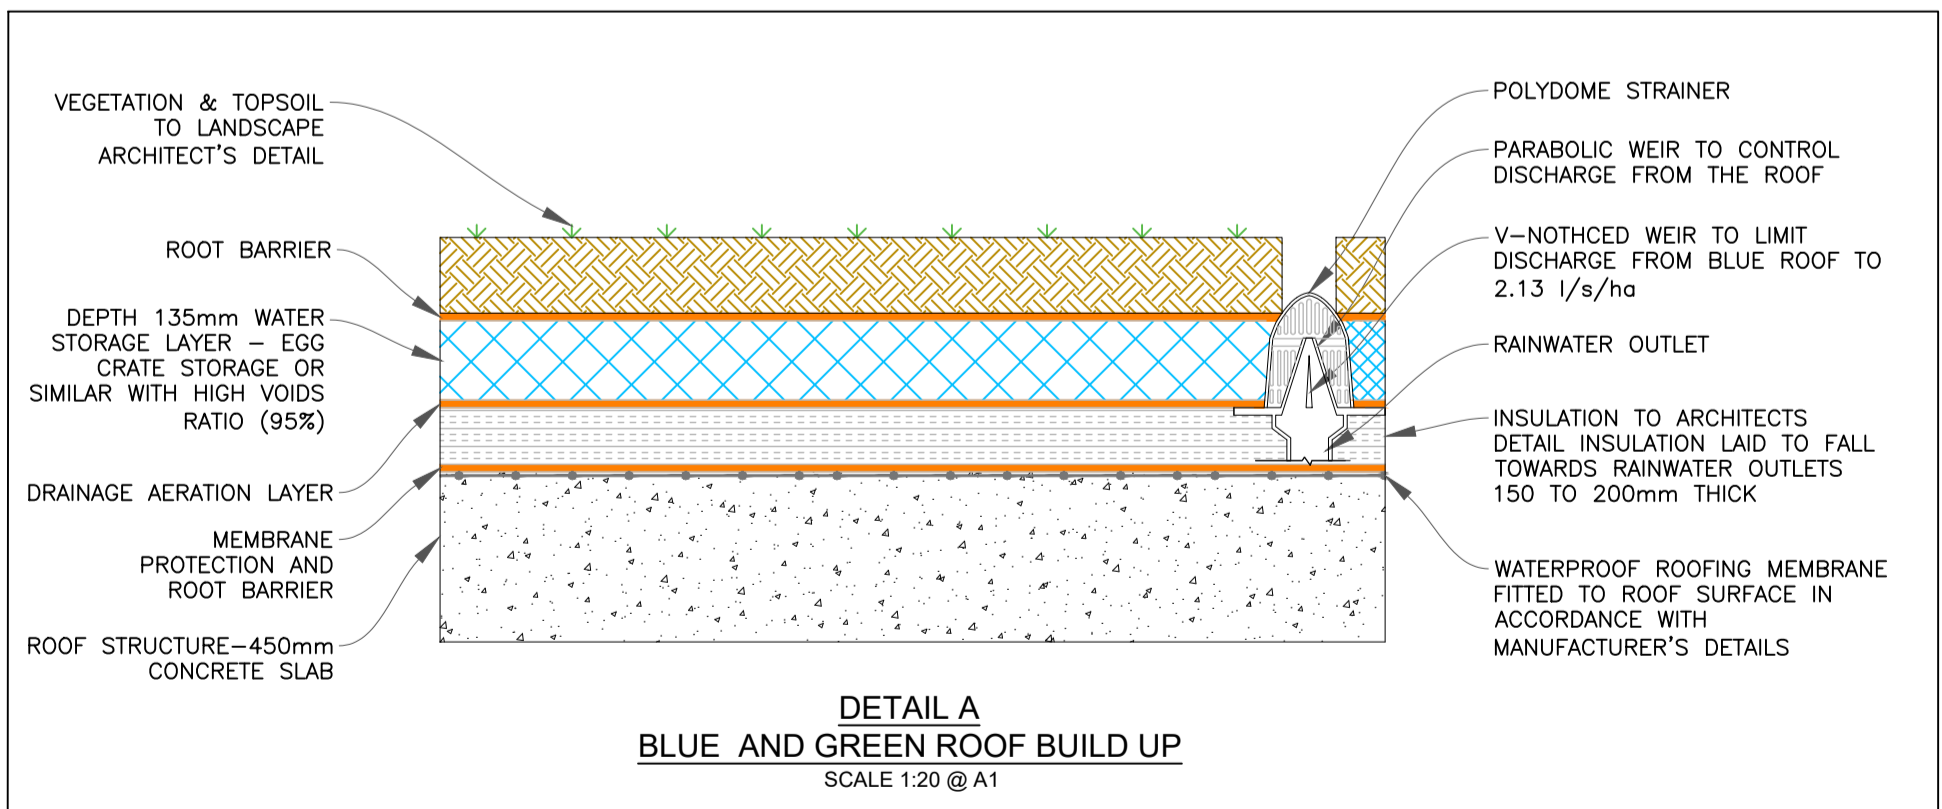 VEGETATION & TOPSOIL
TO LANDSCAPE
ARCHITECT'S DETAIL
ROOT BARRIER
DEPTH 135mm WATER
STORAGE LAYER – EGG
CRATE STORAGE OR
SIMILAR WITH HIGH VOIDS
RATIO (95%)
DRAINAGE AERATION LAYER
MEMBRANE
PROTECTION AND
ROOT BARRIER
ROOF STRUCTURE–450mm
CONCRETE SLAB
POLYDOME STRAINER
PARABOLIC WEIR TO CONTROL
DISCHARGE FROM THE ROOF
V–NOTHCED WEIR TO LIMIT
DISCHARGE FROM BLUE ROOF TO
2.13 l/s/ha
RAINWATER OUTLET
INSULATION TO ARCHITECTS
DETAIL INSULATION LAID TO FALL
TOWARDS RAINWATER OUTLETS
150 TO 200mm THICK
WATERPROOF ROOFING MEMBRANE
FITTED TO ROOF SURFACE IN
ACCORDANCE WITH
MANUFACTURER'S DETAILS
DETAIL A
BLUE AND GREEN ROOF BUILD UP
SCALE 1:20 @ A1